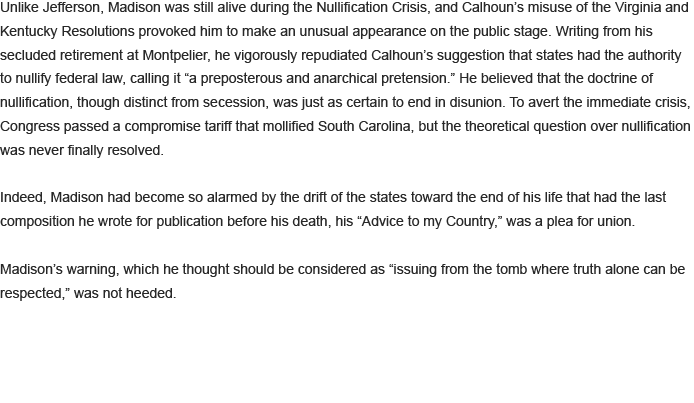 Unlike Jefferson, Madison was still alive during the Nullification Crisis, and Calhoun’s misuse of the Virginia and
Kentucky Resolutions provoked him to make an unusual appearance on the public stage. Writing from his
secluded retirement at Montpelier, he vigorously repudiated Calhoun’s suggestion that states had the authority
to nullify federal law, calling it “a preposterous and anarchical pretension.” He believed that the doctrine of
nullification, though distinct from secession, was just as certain to end in disunion. To avert the immediate crisis,
Congress passed a compromise tariff that mollified South Carolina, but the theoretical question over nullification
was never finally resolved.
Indeed, Madison had become so alarmed by the drift of the states toward the end of his life that had the last
composition he wrote for publication before his death, his “Advice to my Country,” was a plea for union.
Madison’s warning, which he thought should be considered as “issuing from the tomb where truth alone can be
respected,” was not heeded.